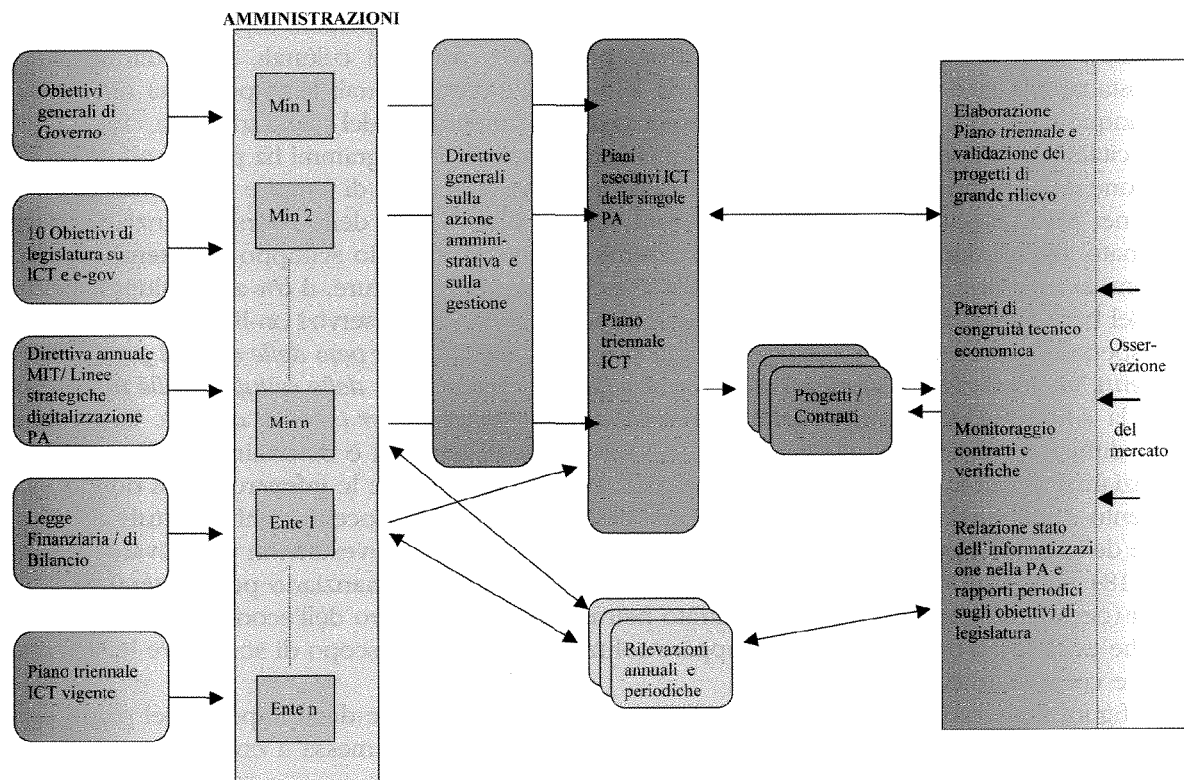 AMMINISTRAZIONI
Obiettivi
generali di
Governo
10 Obiettivi di
legislatura su
ICT e e-gov
Direttiva annuale
MIT/ Linee
strategiche
digitalizzazione
PA
Legge
Finanziaria / di
Bilancio
Piano triennale
ICT vigente
Min 1
Min 2
Min n
Ente 1
Ente n
Direttive
generali
sulla
azione
ammini-
strativa e
sulla
gestione
Piani
esecutivi ICT
delle singole
PA
Piano
triennale
ICT
Progetti /
Contratti
Rilevazioni
annuali e
periodiche
Elaborazione
Piano triennale e
validazione dei
progetti di
grande rilievo
Pareri di
congruità tecnico
economica
Monitoraggio
contratti e
verifiche
Relazione stato
dell'informatizzazi
one nella PA e
rapporti periodici
sugli obiettivi di
legislatura
Osser-
vazione
del
mercato